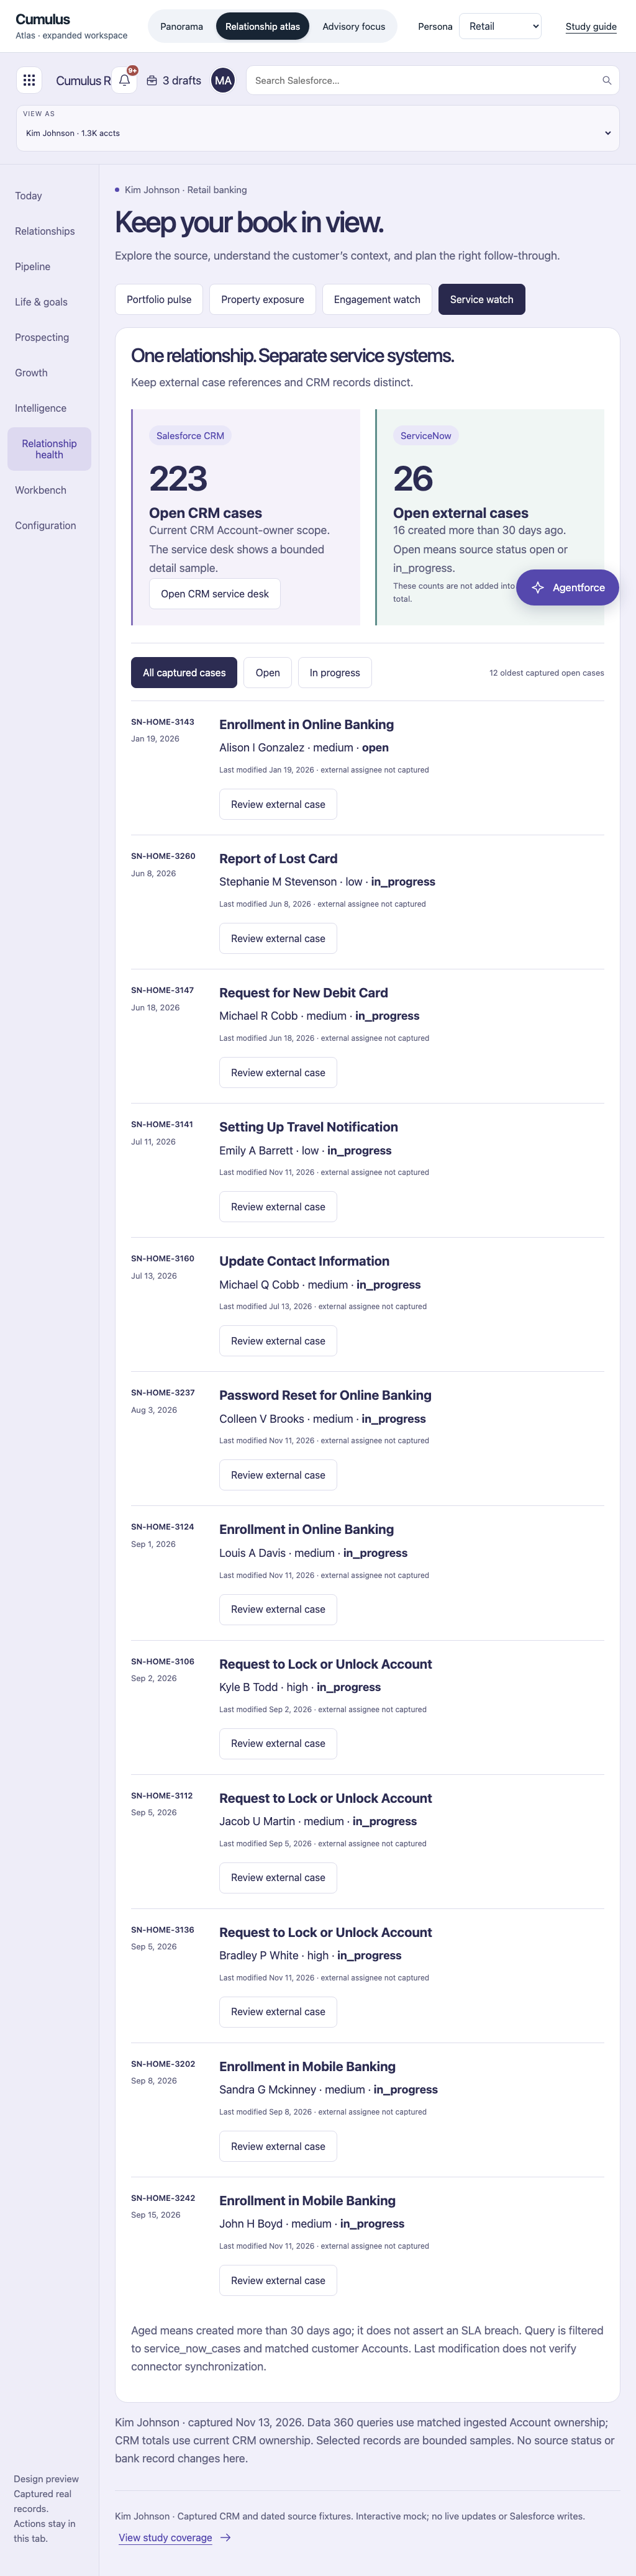 Cumulus
Atlas · expanded workspace
Panorama
Relationship atlas
Advisory focus
Persona
Retail
Study guide
Cumulus R
9+
3 drafts
MA
Search Salesforce...
VIEW AS
Kim Johnson · 1.3K accts
Today
Relationships
Pipeline
Life & goals
Prospecting
Growth
Intelligence
Relationship
health
Workbench
Configuration
Kim Johnson · Retail banking
Keep your book in view.
Explore the source, understand the customer's context, and plan the right follow-through.
Portfolio pulse
Property exposure
Engagement watch
Service watch
One relationship. Separate service systems.
Keep external case references and CRM records distinct.
Salesforce CRM
223
Open CRM cases
Current CRM Account-owner scope.
The service desk shows a bounded
detail sample.
Open CRM service desk
ServiceNow
26
Open external cases
16 created more than 30 days ago.
Open means source status open or
in_progress.
These counts are not added into
total.
Agentforce
All captured cases
Open
In progress
12 oldest captured open cases
SN-HOME-3143
Jan 19, 2026
Enrollment in Online Banking
Alison I Gonzalez · medium · open
Last modified Jan 19, 2026 · external assignee not captured
Review external case
SN-HOME-3260
Jun 8, 2026
Report of Lost Card
Stephanie M Stevenson · low · in_progress
Last modified Jun 8, 2026 · external assignee not captured
Review external case
SN-HOME-3147
Jun 18, 2026
Request for New Debit Card
Michael R Cobb · medium · in_progress
Last modified Jun 18, 2026 · external assignee not captured
Review external case
SN-HOME-3141
Jul 11, 2026
Setting Up Travel Notification
Emily A Barrett · low · in_progress
Last modified Nov 11, 2026 · external assignee not captured
Review external case
SN-HOME-3160
Jul 13, 2026
Update Contact Information
Michael Q Cobb · medium · in_progress
Last modified Jul 13, 2026 · external assignee not captured
Review external case
SN-HOME-3237
Aug 3, 2026
Password Reset for Online Banking
Colleen V Brooks · medium · in_progress
Last modified Nov 11, 2026 · external assignee not captured
Review external case
SN-HOME-3124
Sep 1, 2026
Enrollment in Online Banking
Louis A Davis · medium · in_progress
Last modified Nov 11, 2026 · external assignee not captured
Review external case
SN-HOME-3106
Sep 2, 2026
Request to Lock or Unlock Account
Kyle B Todd · high · in_progress
Last modified Sep 2, 2026 · external assignee not captured
Review external case
SN-HOME-3112
Sep 5, 2026
Request to Lock or Unlock Account
Jacob U Martin · medium · in_progress
Last modified Sep 5, 2026 · external assignee not captured
Review external case
SN-HOME-3136
Sep 5, 2026
Request to Lock or Unlock Account
Bradley P White · high · in_progress
Last modified Nov 11, 2026 · external assignee not captured
Review external case
SN-HOME-3202
Sep 8, 2026
Enrollment in Mobile Banking
Sandra G Mckinney · medium · in_progress
Last modified Sep 8, 2026 · external assignee not captured
Review external case
SN-HOME-3242
Sep 15, 2026
Enrollment in Mobile Banking
John H Boyd · medium · in_progress
Last modified Nov 11, 2026 · external assignee not captured
Review external case
Aged means created more than 30 days ago; it does not assert an SLA breach. Query is filtered
to service_now_cases and matched customer Accounts. Last modification does not verify
connector synchronization.
Kim Johnson · captured Nov 13, 2026. Data 360 queries use matched ingested Account ownership;
CRM totals use current CRM ownership. Selected records are bounded samples. No source status or
bank record changes here.
Design preview
Captured real
records.
Actions stay in
this tab.
Kim Johnson · Captured CRM and dated source fixtures. Interactive mock; no live updates or Salesforce writes.
View study coverage